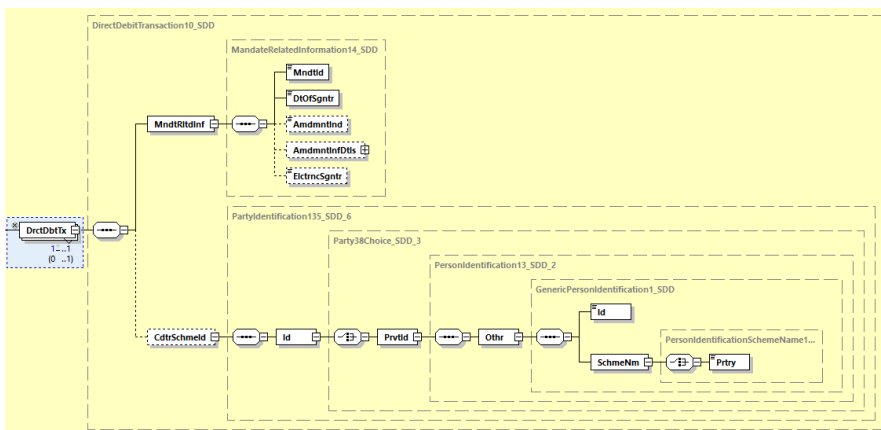 DirectDebitTransaction10_SDD
MandateRelatedInformation14_SDD
MndtId
DtOfSgntr
MndtRltdInf
AmdmntInd
AmdmntInfDtls
ElctrncSgntr
PartyIdentification135_SDD_6
DrctDbtTx
Party38Choice_SDD_3
1-..1
(0 ..1)
PersonIdentification13_SDD_2
GenericPersonIdentification1_SDD
Id
CdtrSchmeId
Id
PrvtId
Othr
PersonIdentificationSchemeName1...
SchmeNm
Prtry